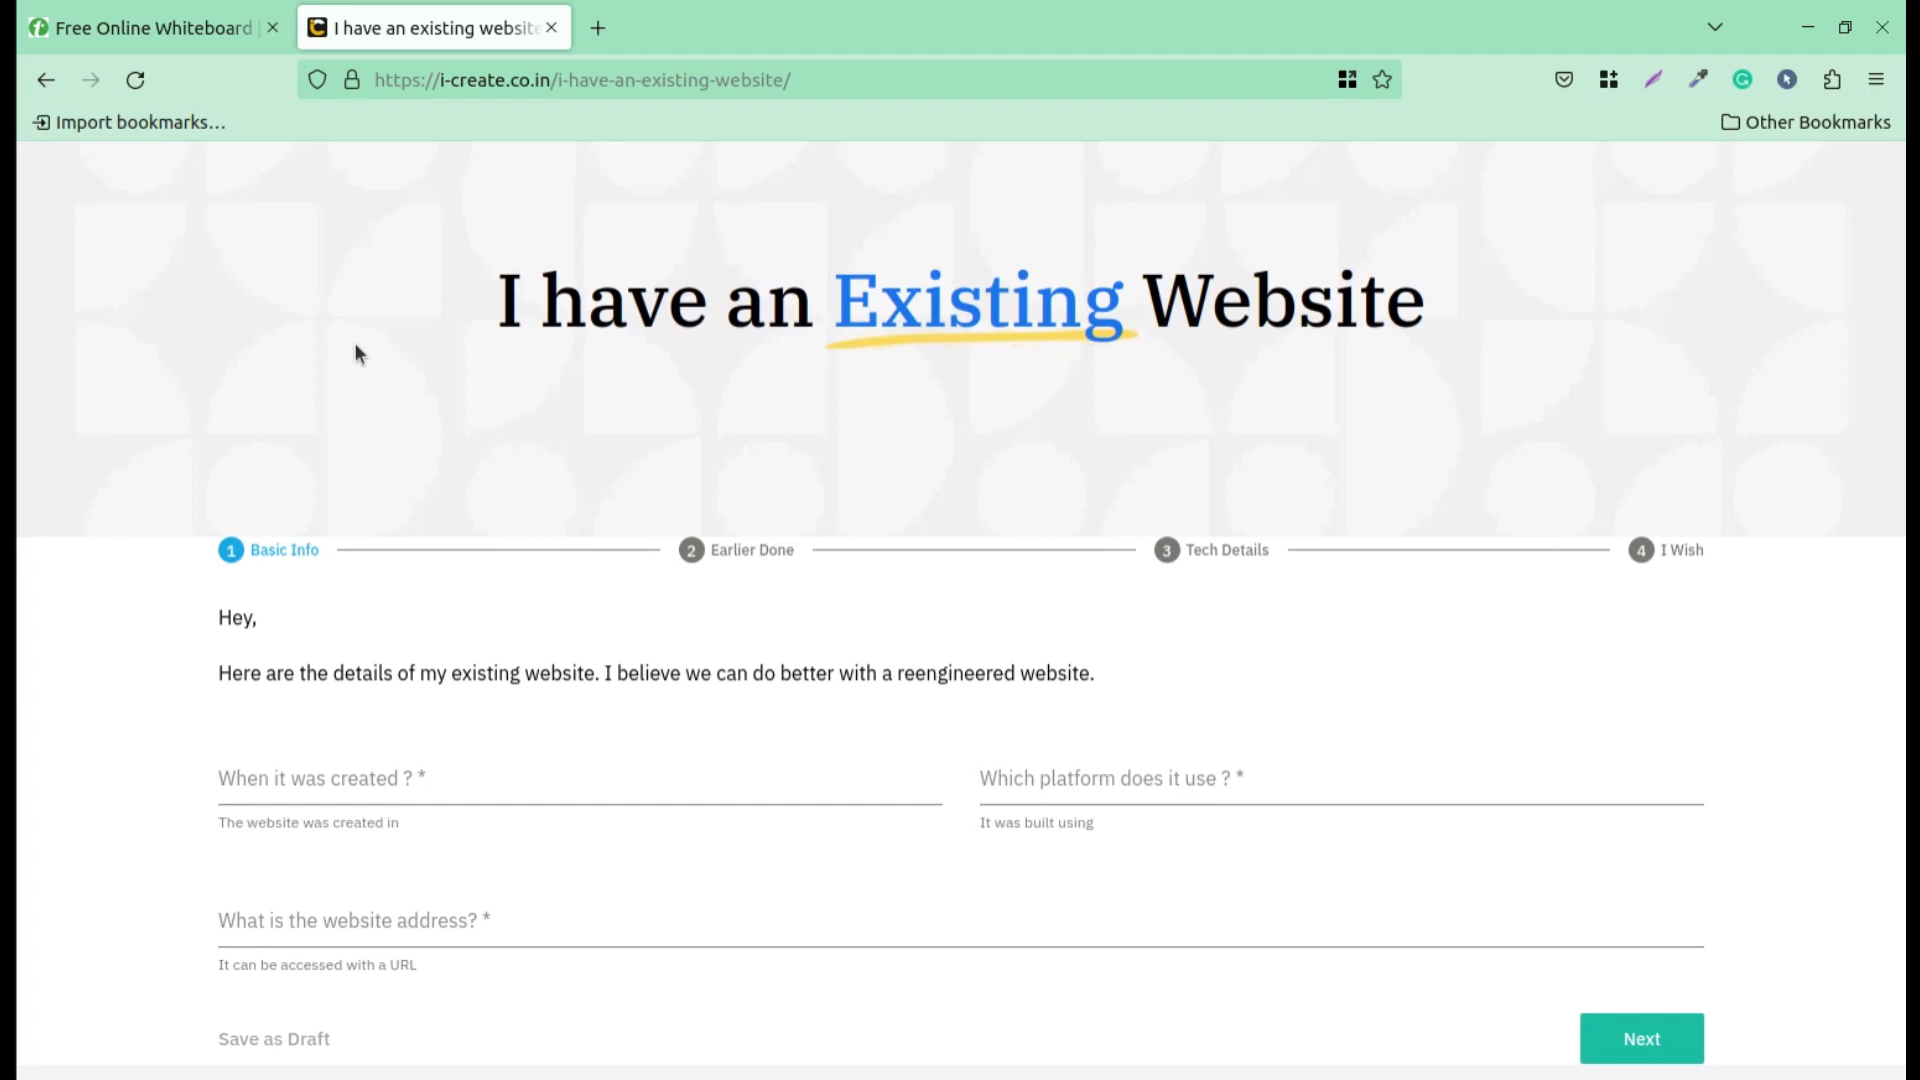 Free Online Whiteboard
I have an existing website
https://i-create.co.in/i-have-an-existing-website/
Import bookmarks...
Other Bookmarks
I have an Existing Website
1 Basic Info
2 Earlier Done
3 Tech Details
4 I Wish
Hey,
Here are the details of my existing website. I believe we can do better with a reengineered website.
When it was created ? *
Which platform does it use ? *
The website was created in
It was built using
What is the website address? *
It can be accessed with a URL
Save as Draft
Next